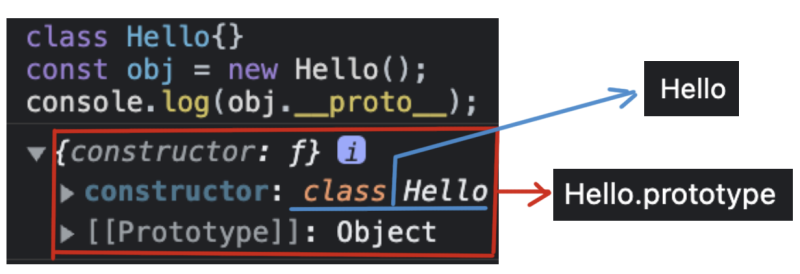 class Hello{}
const obj = new Hello();
console.log(obj.__proto__);
▼ {constructor: ƒ} i
▶ constructor: class Hello
▶ [[Prototype]]: Object
Hello
Hello.prototype